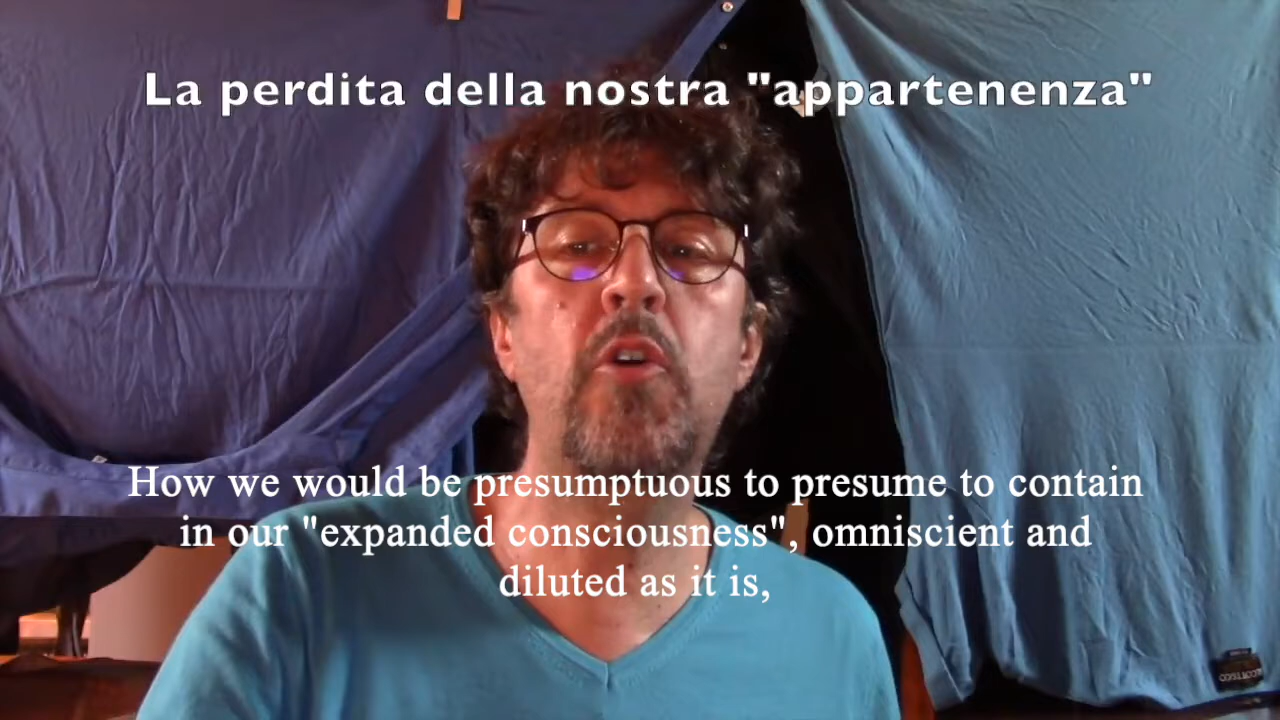 La perdita della nostra "appartenenza"
How we would be presumptuous to presume to contain
in our "expanded consciousness", omniscient and
diluted as it is,